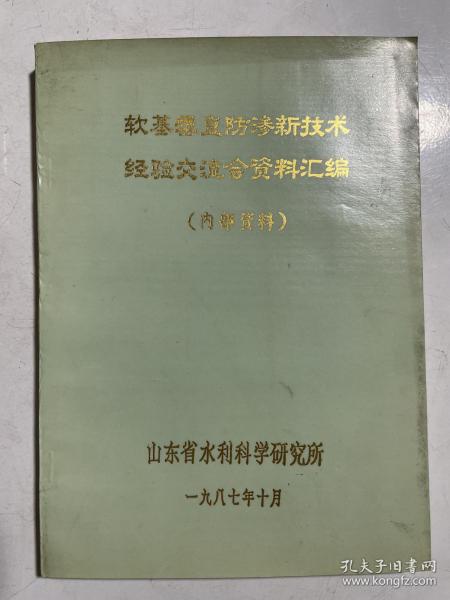 软基垂直防渗新技术
经验交流会资料汇编
（内部资料）
山东省水利科学研究所
一九八七年十月
孔夫子旧书网
www.kongfz.com